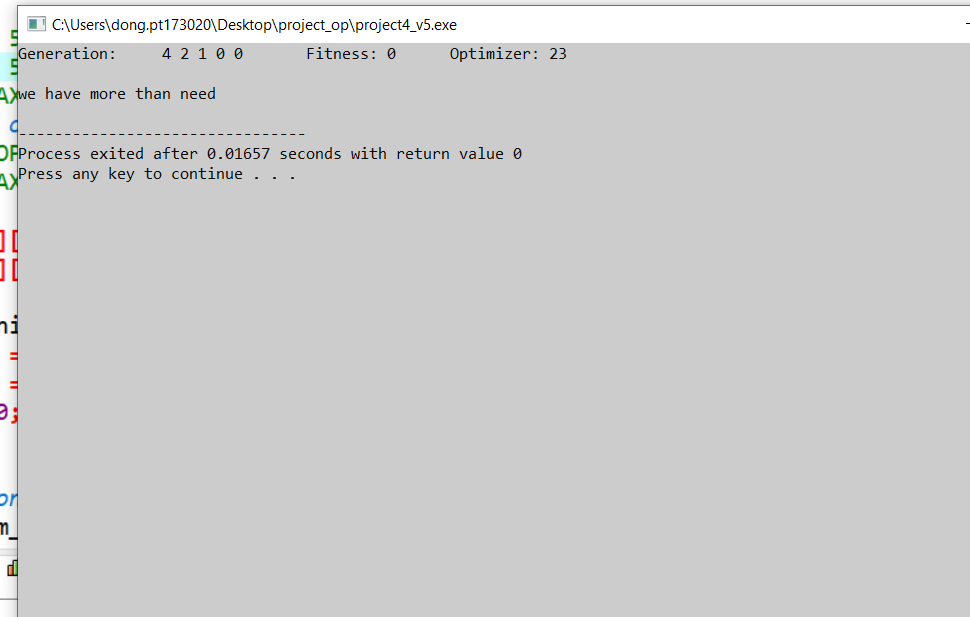 C:\Users\dong.pt173020\Desktop\project_op\project4_v5.exe
Generation:     4 2 1 0 0       Fitness: 0      Optimizer: 23
we have more than need
--------------------------------
Process exited after 0.01657 seconds with return value 0
Press any key to continue . . .